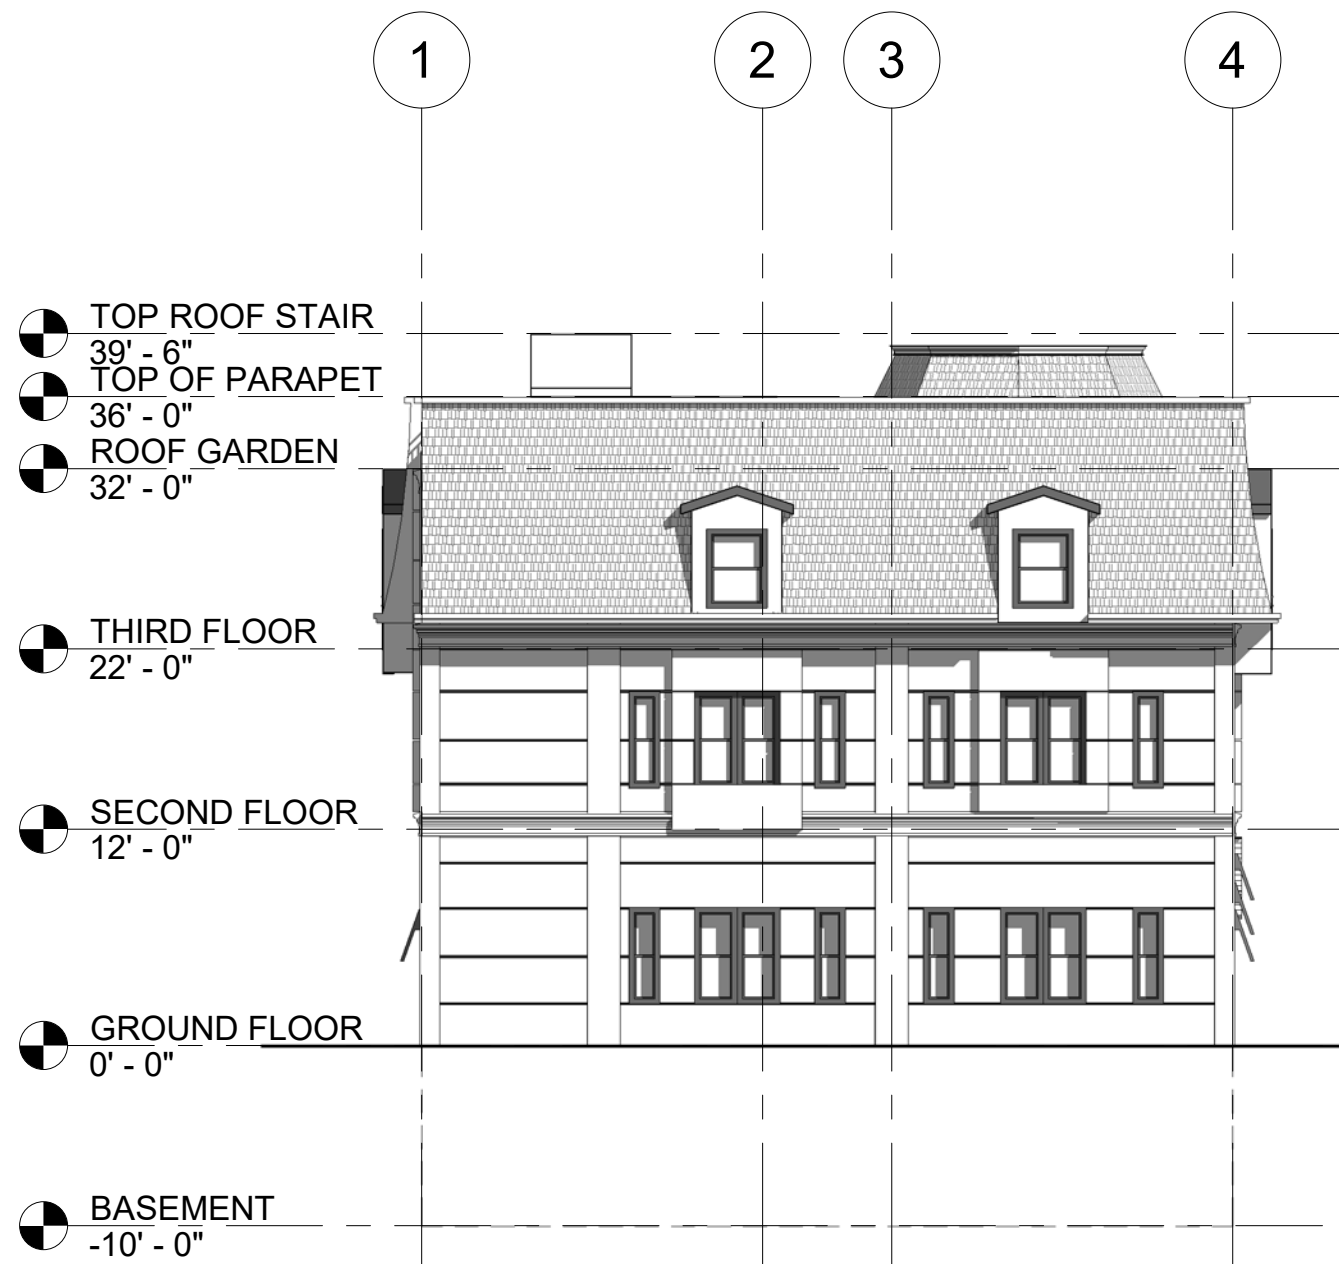 1 2 3 4
TOP ROOF STAIR
39' - 6"
TOP OF PARAPET
36' - 0"
ROOF GARDEN
32' - 0"
THIRD FLOOR
22' - 0"
SECOND FLOOR
12' - 0"
GROUND FLOOR
0' - 0"
BASEMENT
-10' - 0"